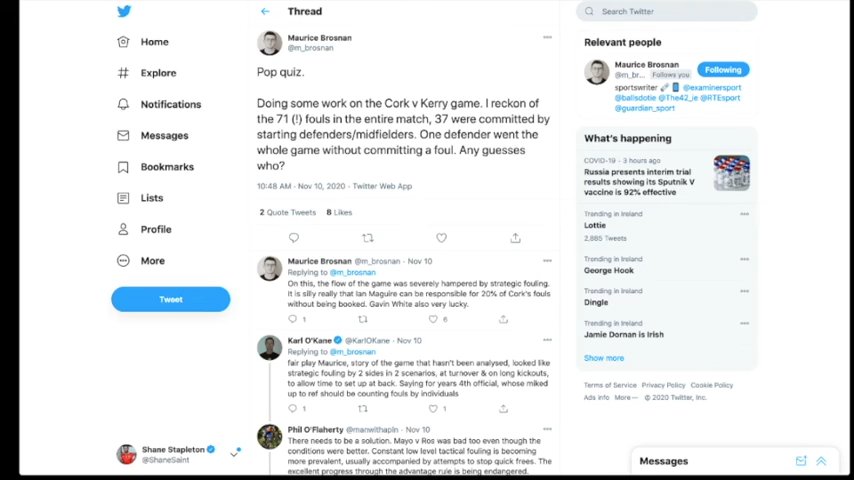 Home
Explore
Notifications
Messages
Bookmarks
Lists
Profile
More
Tweet
Shane Stapleton
@ShaneSaint
Thread
Maurice Brosnan
@m_brosnan
Pop quiz.
Doing some work on the Cork v Kerry game. I reckon of
the 71 (!) fouls in the entire match, 37 were committed by
starting defenders/midfielders. One defender went the
whole game without committing a foul. Any guesses
who?
10:48 AM · Nov 10, 2020 · Twitter Web App
2 Quote Tweets 8 Likes
Maurice Brosnan @m_brosnan · Nov 10
Replying to @m_brosnan
On this, the flow of the game was severely hampered by strategic fouling.
It is silly really that Ian Maguire can be responsible for 20% of Cork's fouls
without being booked. Gavin White also very lucky.
1 6
Karl O'Kane @KarlOKane · Nov 10
Replying to @m_brosnan
fair play Maurice, story of the game that hasn't been analysed, looked like
strategic fouling by 2 sides in 2 scenarios, at turnover & on long kickouts,
to allow time to set up at back. Saying for years 4th official, whose miked
up to ref should be counting fouls by individuals
1 1
Phil O'Flaherty @manwithapln · Nov 10
There needs to be a solution. Mayo v Ros was bad too even though the
conditions were better. Constant low level tactical fouling is becoming
more prevalent, usually accompanied by attempts to stop quick frees. The
excellent progress through the advantage rule is being endangered.
Search Twitter
Relevant people
Maurice Brosnan
@m_br... Follows you
Following
sportswriter @examinersport
@ballsdotie @The42_ie @RTEsport
@guardian_sport
What's happening
COVID-19 · 3 hours ago
Russia presents interim trial
results showing its Sputnik V
vaccine is 92% effective
Trending in Ireland
Lottie
2,885 Tweets
Trending in Ireland
George Hook
Trending in Ireland
Dingle
Trending in Ireland
Jamie Dornan is Irish
Show more
Terms of Service Privacy Policy Cookie Policy
Ads info More © 2020 Twitter, Inc.
Messages